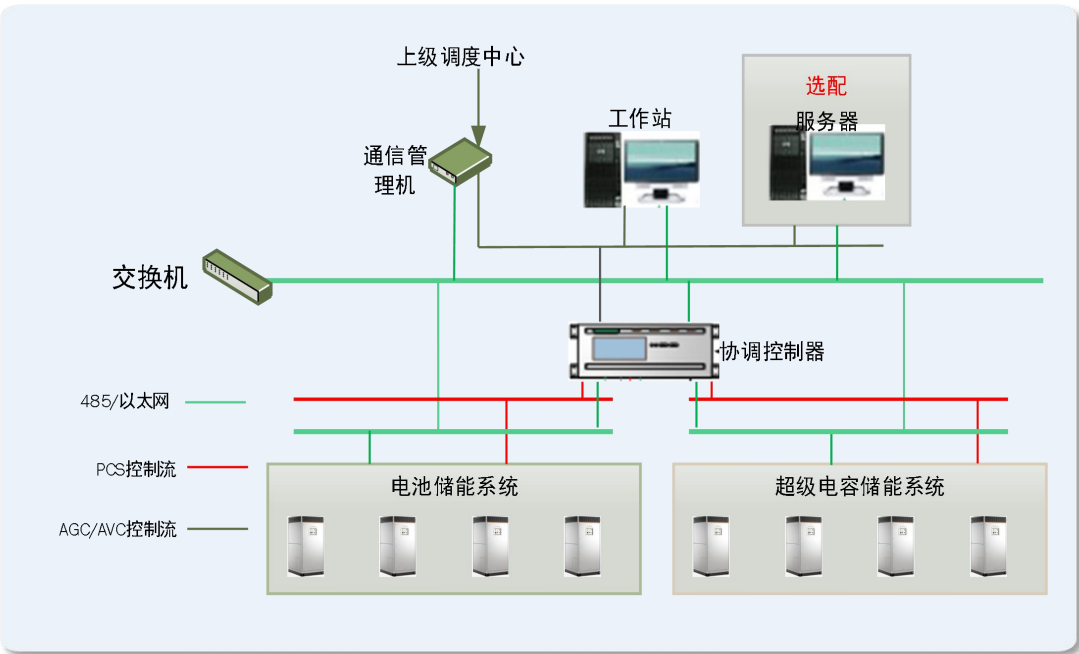 上级调度中心
选配
服务器
工作站
通信管
理机
交换机
协调控制器
485/以太网
PCS控制流
电池储能系统
超级电容储能系统
AGC/AVC控制流